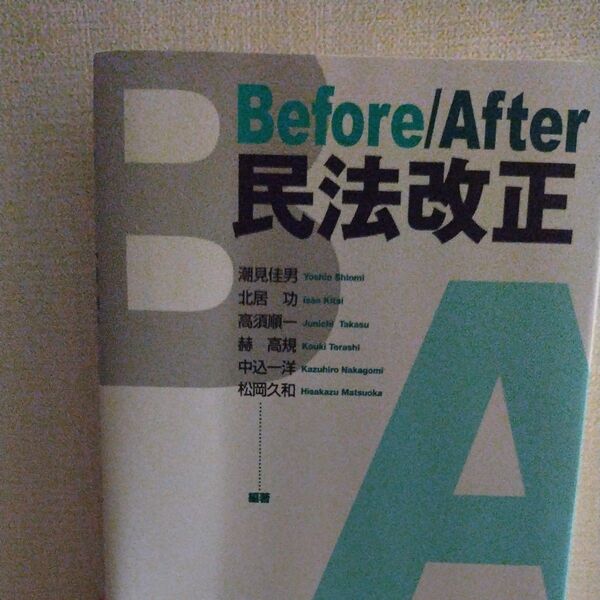 B
Before/After
民法改正
潮見佳男 Yoshio Shiomi
北居 功 Isao Kitai
高須順一 Junichi Takasu
赫 高規 Kouki Terashi
中込一洋 Kazuhiro Nakagomi
松岡久和 Hisakazu Matsuoka
編著
A